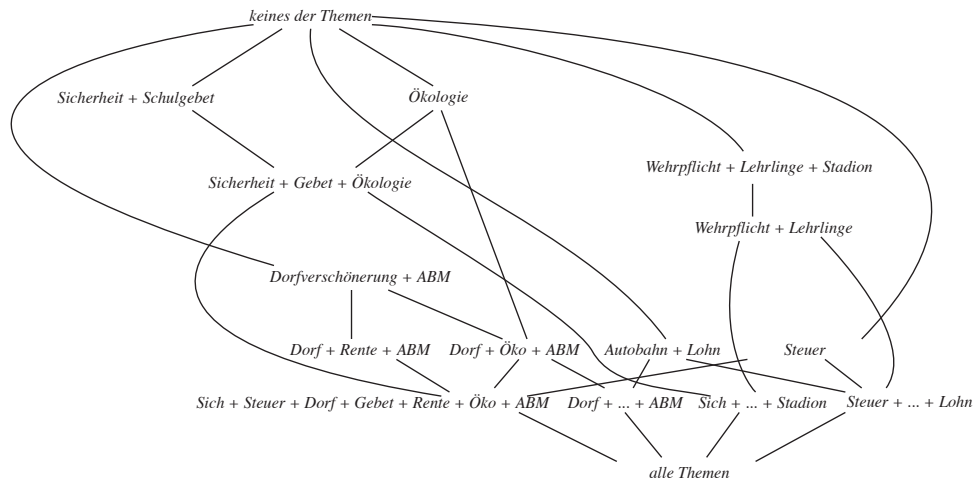 keines der Themen
Sicherheit + Schulgebet
Ökologie
Wehrpflicht + Lehrlinge + Stadion
Sicherheit + Gebet + Ökologie
Wehrpflicht + Lehrlinge
Dorfverschönerung + ABM
Dorf + Rente + ABM
Dorf + Öko + ABM
Autobahn + Lohn
Steuer
Sich + Steuer + Dorf + Gebet + Rente + Öko + ABM
Dorf + ... + ABM
Sich + ... + Stadion
Steuer + ... + Lohn
alle Themen